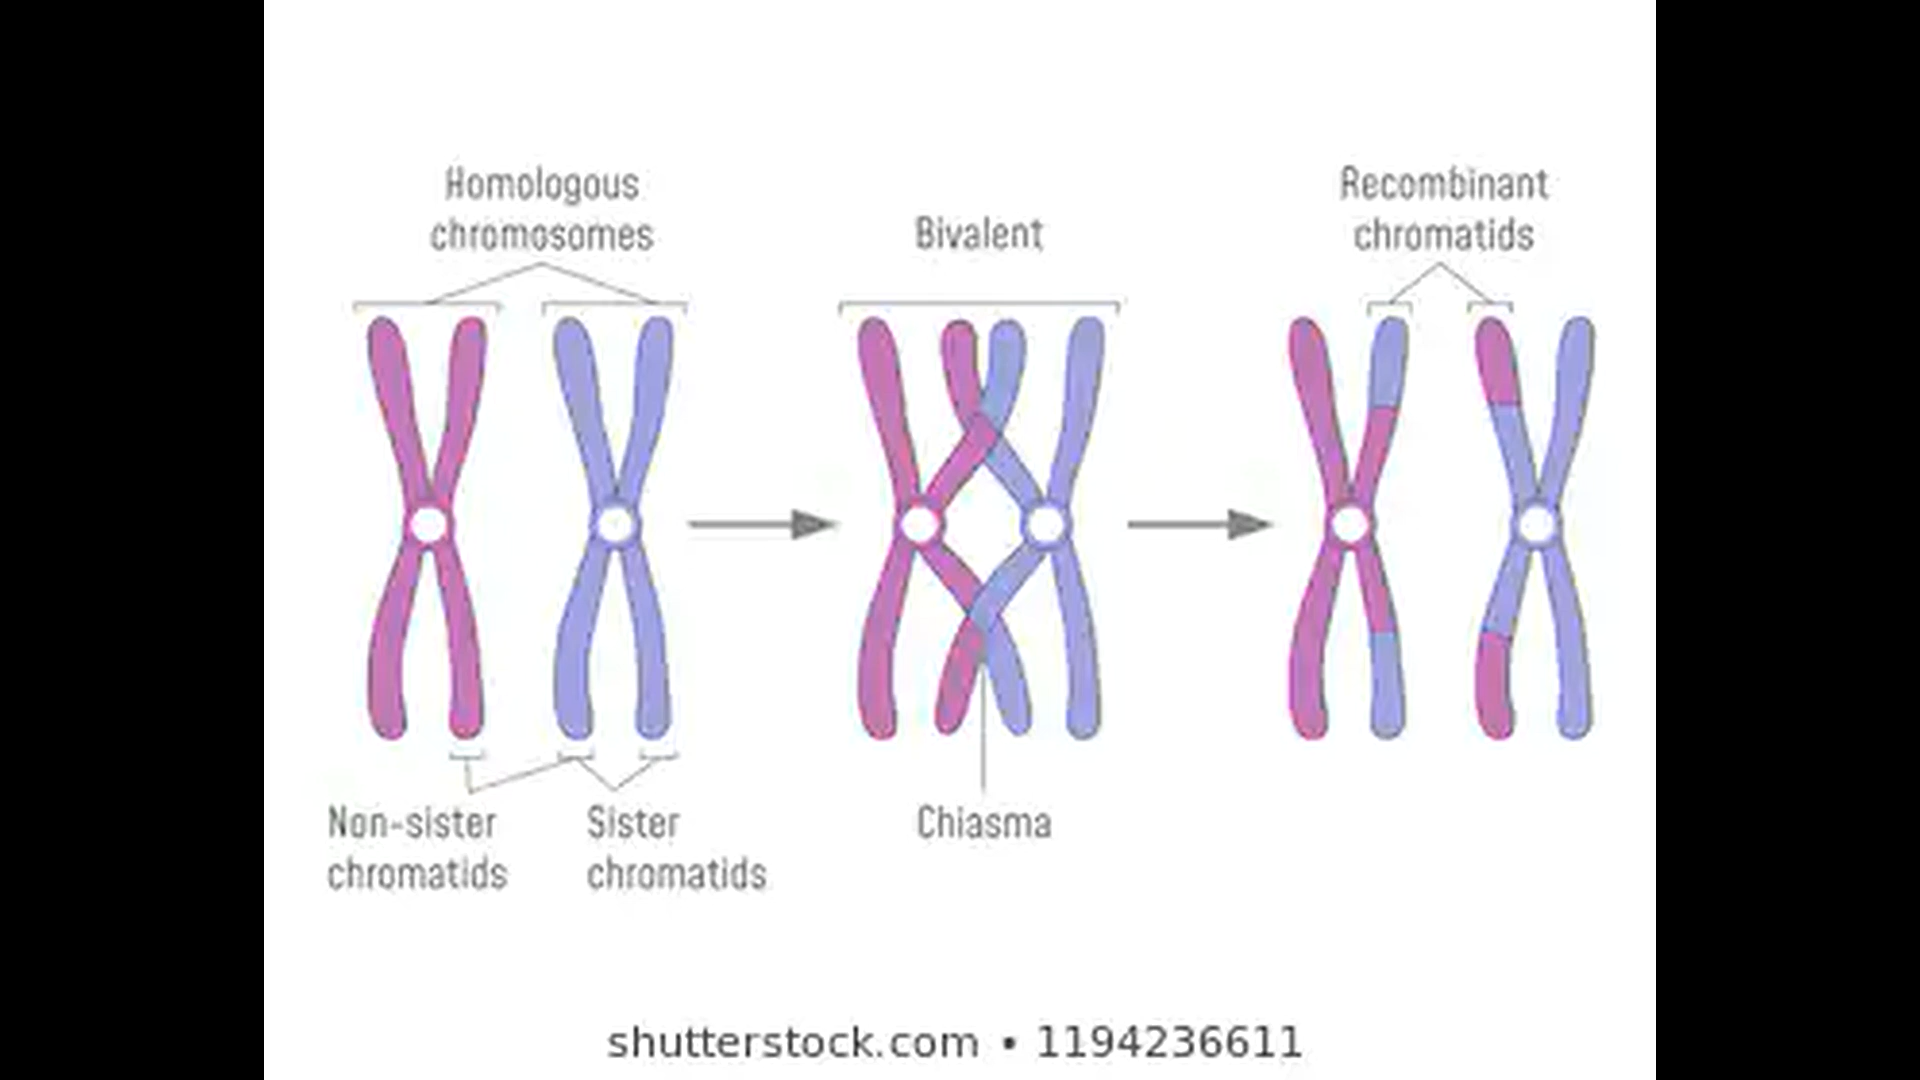 Homologous
chromosomes
Bivalent
Recombinant
chromatids
Non-sister
chromatids
Sister
chromatids
Chiasma
shutterstock.com • 1194236611